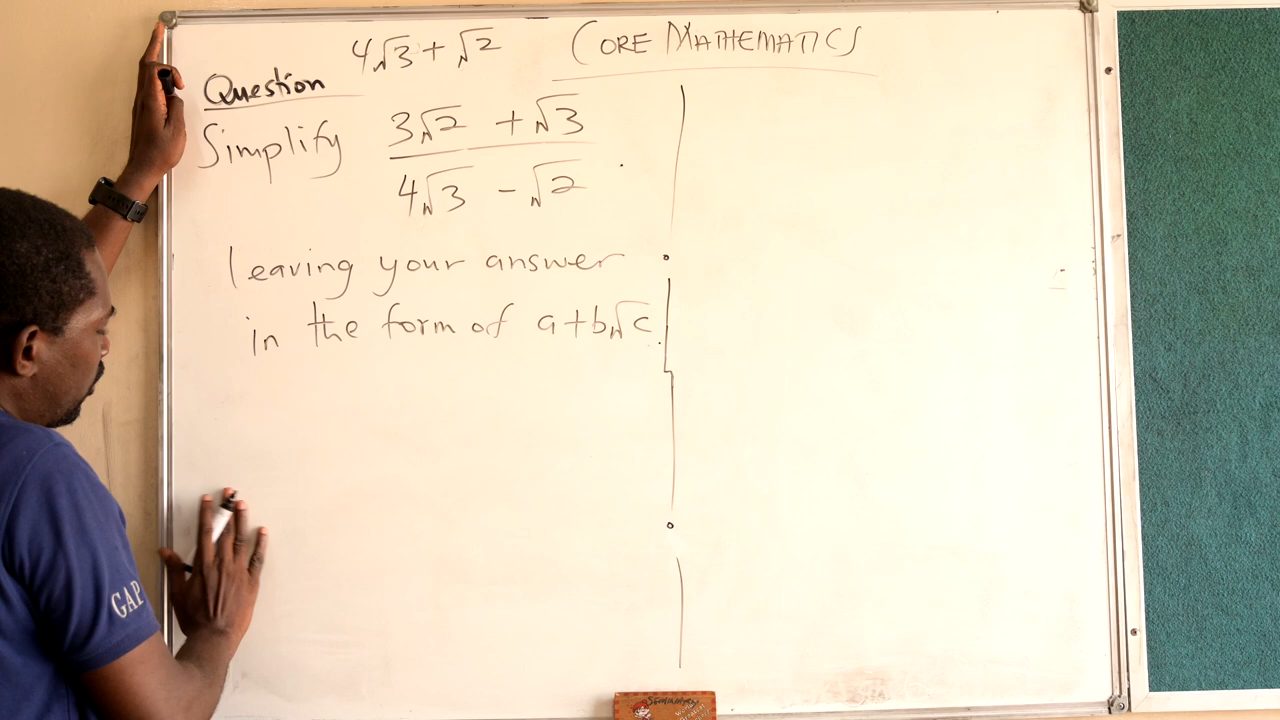 4√3 + √2
CORE MATHEMATICS
Question
Simplify (3√2 + √3) / (4√3 - √2) .
leaving your answer
in the form of a+b√c.
GAP